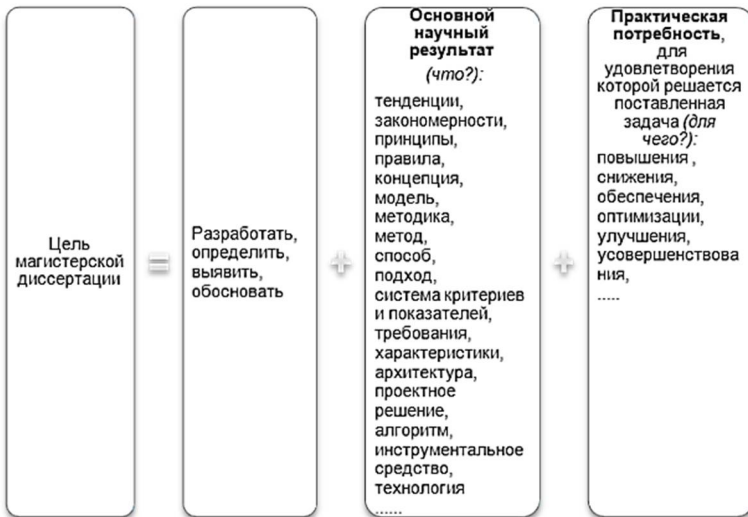 Цель
магистерской
диссертации
=
Разработать,
определить,
выявить,
обосновать
+
Основной
научный
результат
(что?):
тенденции,
закономерности,
принципы,
правила,
концепция,
модель,
методика,
метод,
способ,
подход,
система критериев
и показателей,
требования,
характеристики,
архитектура,
проектное
решение,
алгоритм,
инструментальное
средство,
технология
......
+
Практическая
потребность,
для
удовлетворения
которой решается
поставленная
задача (для
чего?):
повышения ,
снижения,
обеспечения,
оптимизации,
улучшения,
усовершенствова
ния,
.....